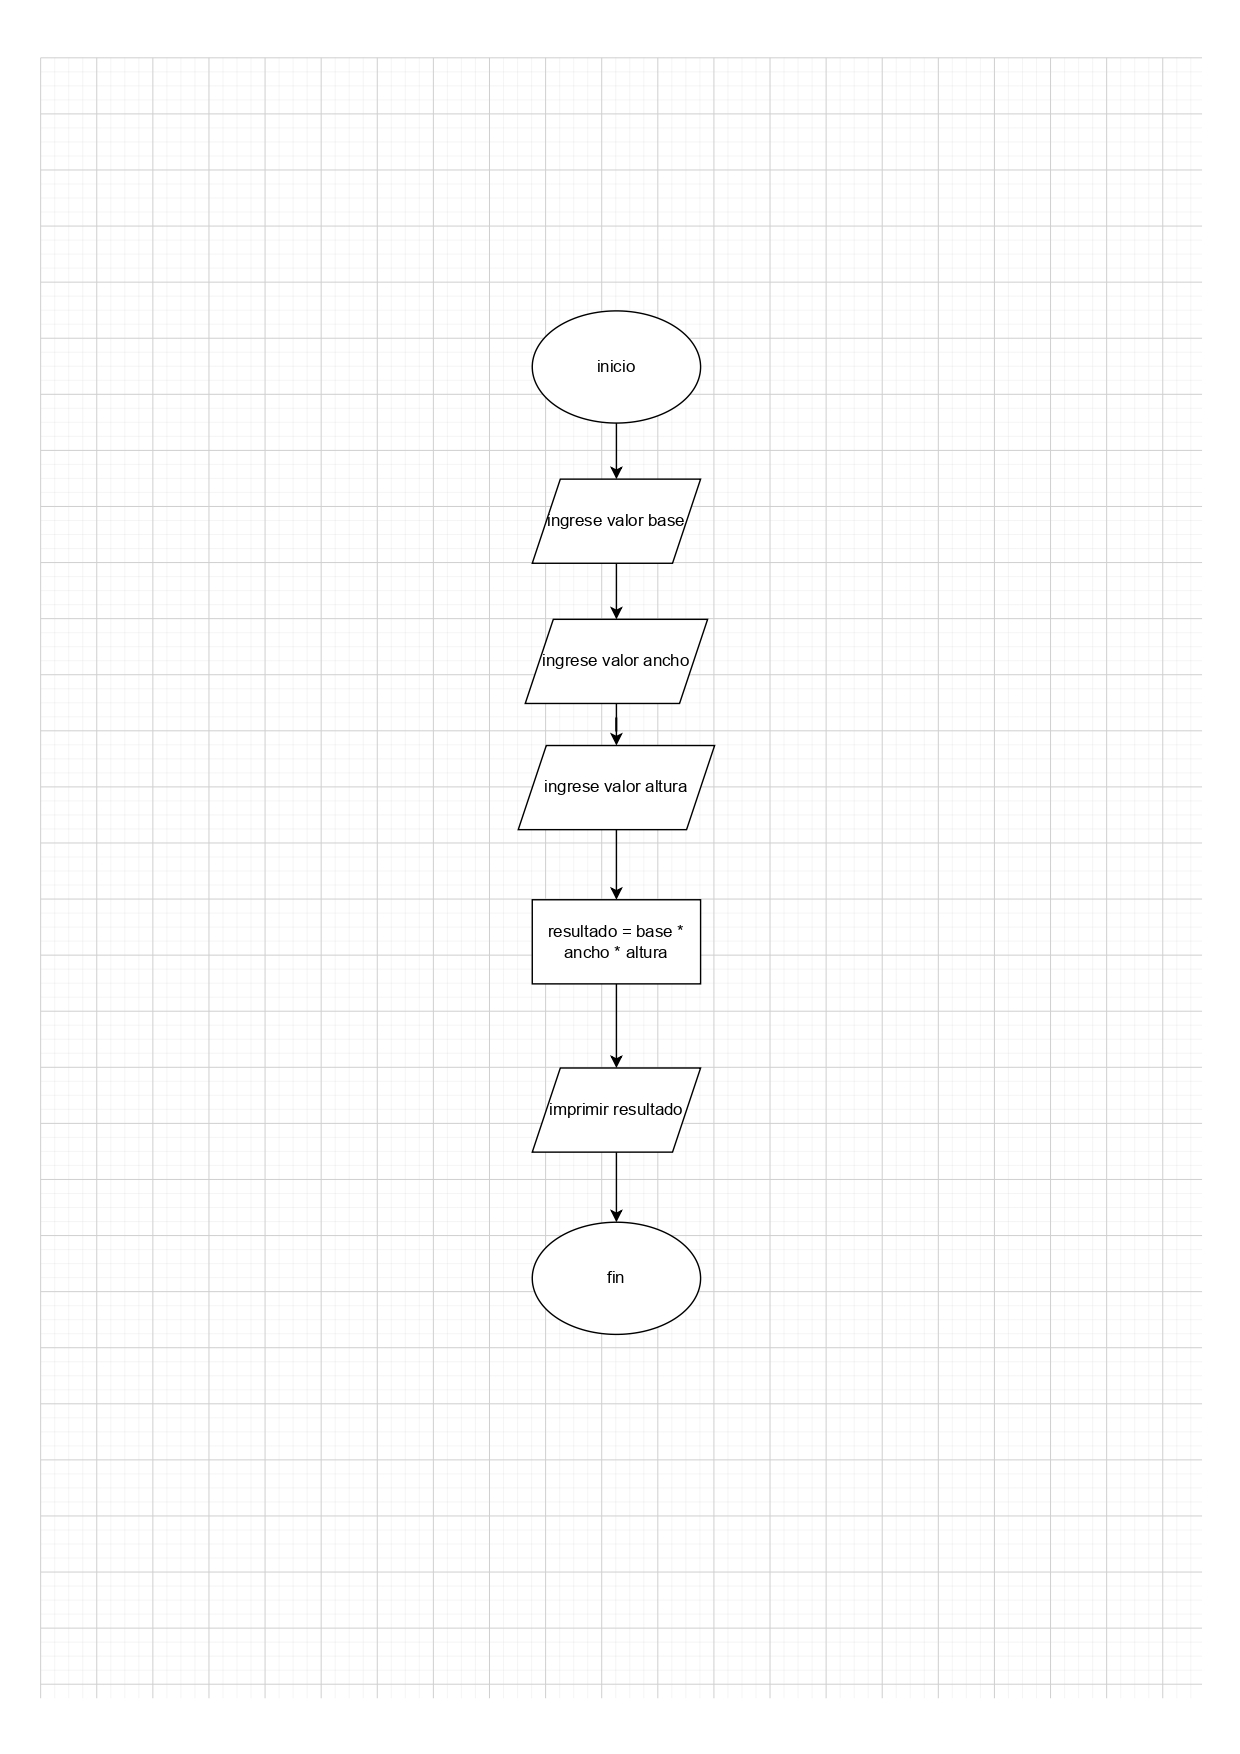 inicio
ingrese valor base
ingrese valor ancho
ingrese valor altura
resultado = base *
ancho * altura
imprimir resultado
fin